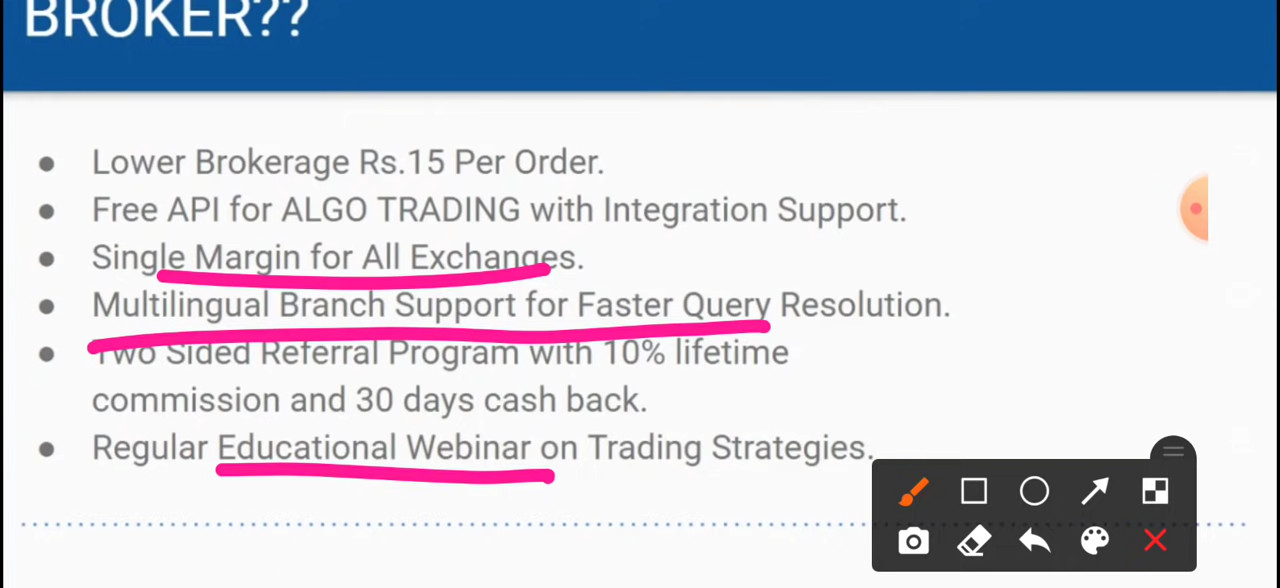 BROKER??
Lower Brokerage Rs.15 Per Order.
Free API for ALGO TRADING with Integration Support.
Single Margin for All Exchanges.
Multilingual Branch Support for Faster Query Resolution.
Two Sided Referral Program with 10% lifetime
commission and 30 days cash back.
Regular Educational Webinar on Trading Strategies.